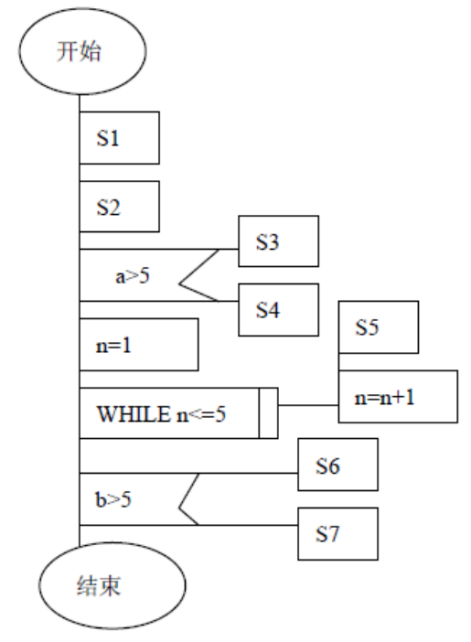 开始
S1
S2
S3
a>5
S4
n=1
S5
WHILE n<=5
n=n+1
S6
b>5
S7
结束